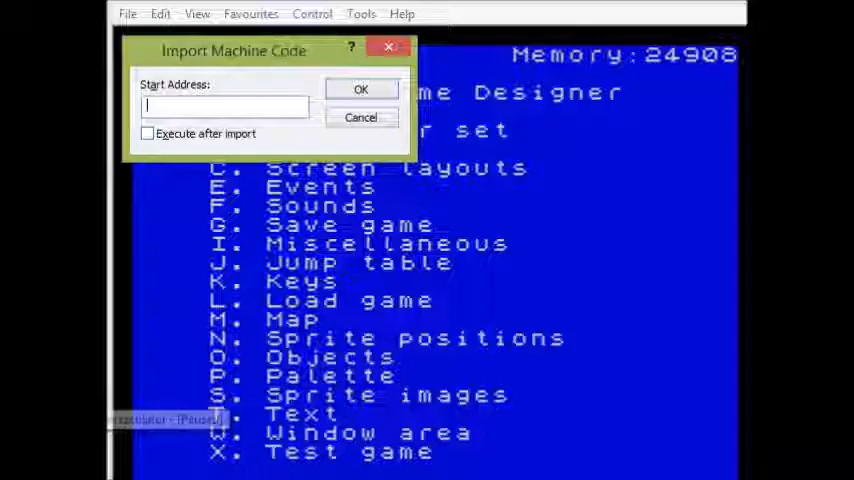 File Edit View Favourites Control Tools Help
Import Machine Code ?
Memory:24908
Start Address:
OK
me Designer
Cancel
r set
Execute after import
C. Screen layouts
E. Events
F. Sounds
G. Save game
I. Miscellaneous
J. Jump table
K. Keys
L. Load game
M. Map
N. Sprite positions
O. Objects
P. Palette
S. Sprite images
T. Text
- [Paused]
W. Window area
X. Test game